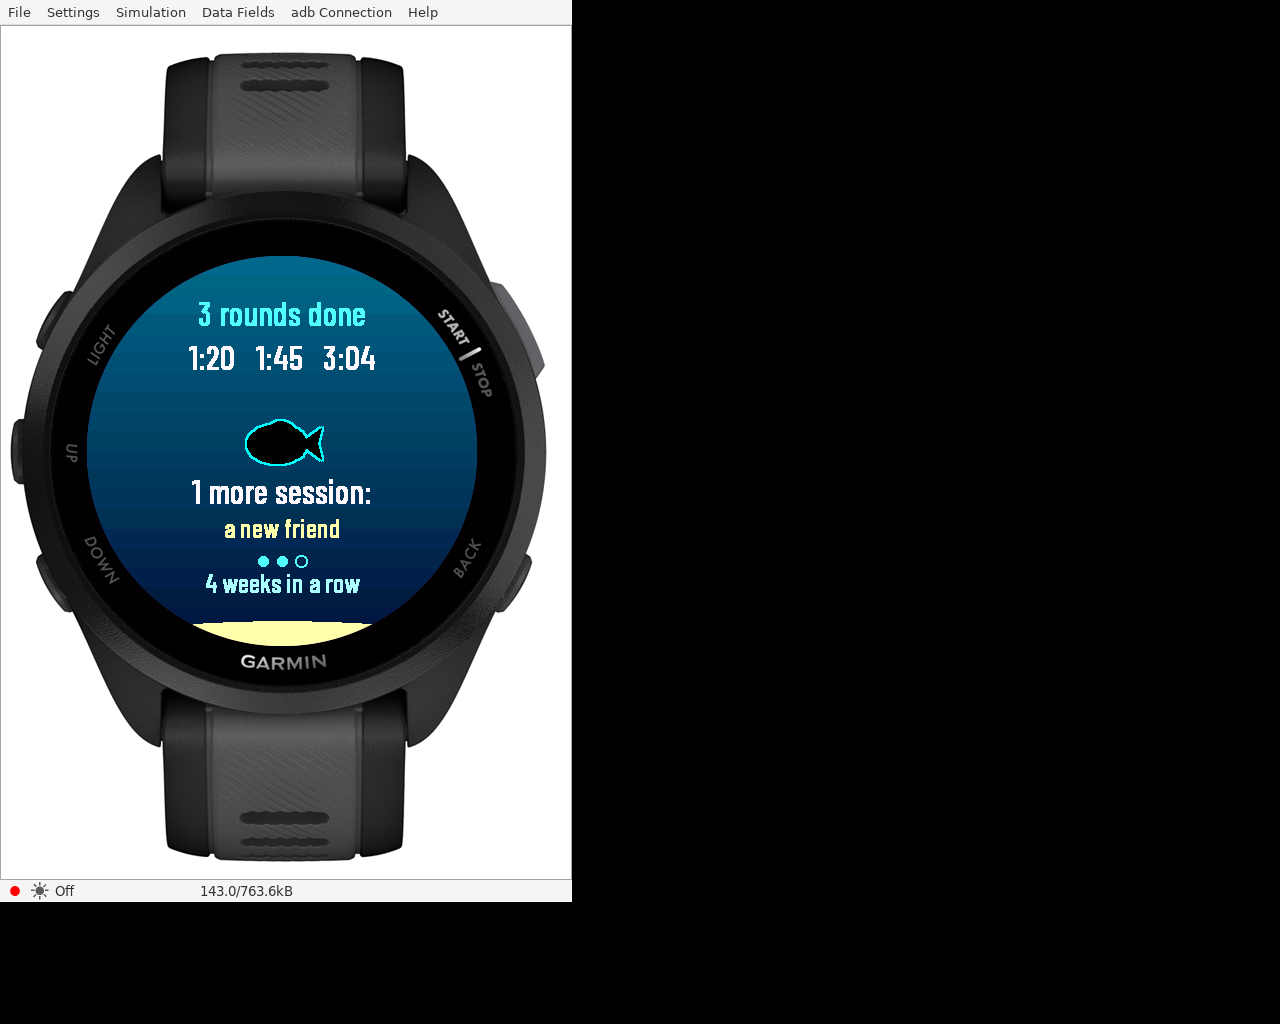 File Settings Simulation Data Fields adb Connection Help
LIGHT
START
STOP
UP
DOWN
BACK
3 rounds done
1:20 1:45 3:04
1 more session:
a new friend
4 weeks in a row
GARMIN
Off 143.0/763.6kB